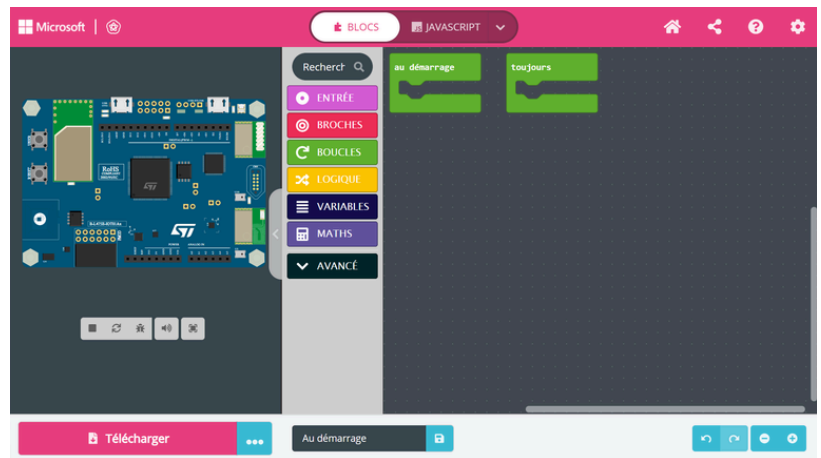 Microsoft
BLOCS
JAVASCRIPT
Recherch
au démarrage
toujours
ENTRÉE
BROCHES
BOUCLES
LOGIQUE
VARIABLES
MATHS
AVANCÉ
RoHS
Télécharger
Au démarrage